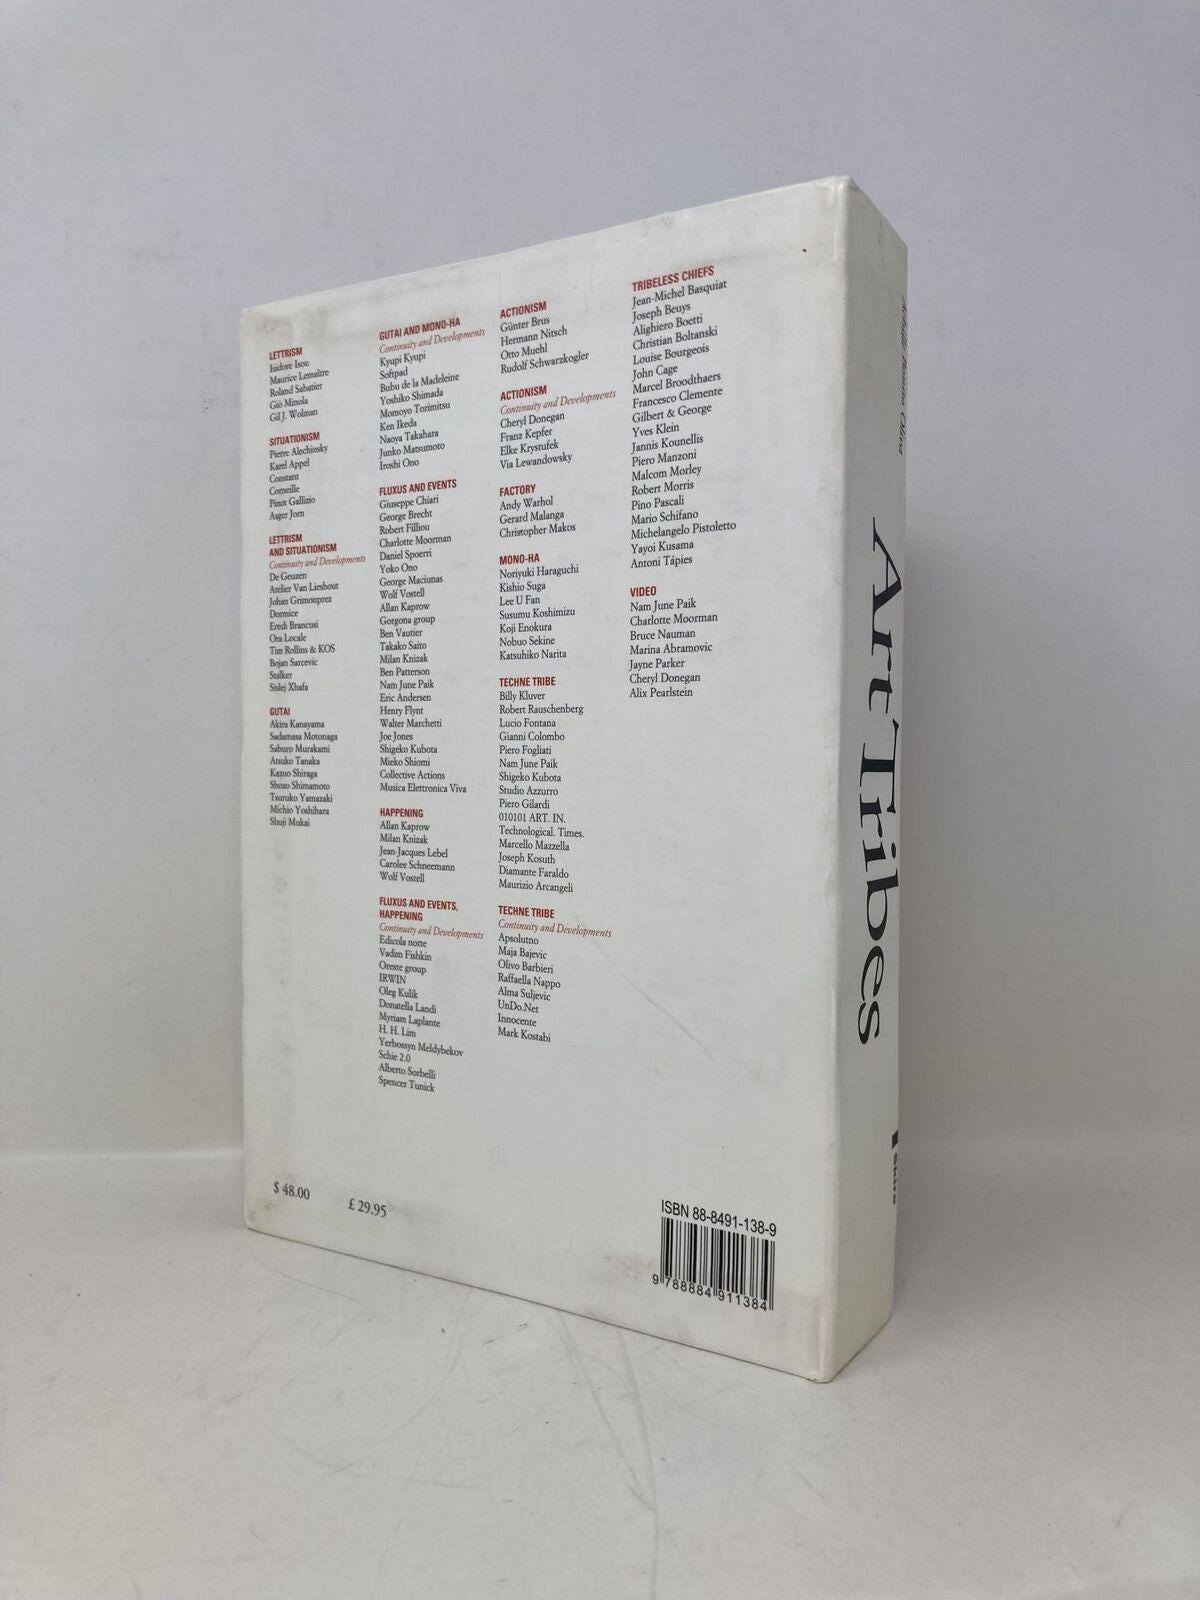 LETTRISM
Isidore Isou
Maurice Lemaître
Roland Sabatier
Giò Minola
Gil J. Wolman
SITUATIONISM
Pierre Alechinsky
Karel Appel
Constant
Corneille
Pinot Gallizio
Asger Jorn
LETTRISM
AND SITUATIONISM
Continuity and Developments
De Geuzen
Atelier Van Lieshout
Johan Grimonprez
Dormice
Eredi Brancusi
Ora Locale
Tim Rollins & KOS
Bojan Sarcevic
Stalker
Sislej Xhafa
GUTAI
Akira Kanayama
Sadamasa Motonaga
Saburo Murakami
Atsuko Tanaka
Kazuo Shiraga
Shozo Shimamoto
Tsuruko Yamazaki
Michio Yoshihara
Shuji Mukai
GUTAI AND MONO-HA
Continuity and Developments
Kyupi Kyupi
Softpad
Bubu de la Madeleine
Yoshiko Shimada
Momoyo Torimitsu
Ken Ikeda
Naoya Takahara
Junko Matsumoto
Iroshi Ono
FLUXUS AND EVENTS
Giuseppe Chiari
George Brecht
Robert Filliou
Charlotte Moorman
Daniel Spoerri
Yoko Ono
George Maciunas
Wolf Vostell
Allan Kaprow
Gorgona group
Ben Vautier
Takako Saito
Milan Knizak
Ben Patterson
Nam June Paik
Eric Andersen
Henry Flynt
Walter Marchetti
Joe Jones
Shigeko Kubota
Mieko Shiomi
Collective Actions
Musica Elettronica Viva
HAPPENING
Allan Kaprow
Milan Knizak
Jean-Jacques Lebel
Carolee Schneemann
Wolf Vostell
FLUXUS AND EVENTS,
HAPPENING
Continuity and Developments
Edicola notte
Vadim Fishkin
Oreste group
IRWIN
Oleg Kulik
Donatella Landi
Myriam Laplante
H. H. Lim
Yerbossyn Meldybekov
Schie 2.0
Alberto Sorbelli
Spencer Tunick
ACTIONISM
Günter Brus
Hermann Nitsch
Otto Muehl
Rudolf Schwarzkogler
ACTIONISM
Continuity and Developments
Cheryl Donegan
Franz Kepfer
Elke Krystufek
Via Lewandowsky
FACTORY
Andy Warhol
Gerard Malanga
Christopher Makos
MONO-HA
Noriyuki Haraguchi
Kishio Suga
Lee U Fan
Susumu Koshimizu
Koji Enokura
Nobuo Sekine
Katsuhiko Narita
TECHNE TRIBE
Billy Kluver
Robert Rauschenberg
Lucio Fontana
Gianni Colombo
Piero Fogliati
Nam June Paik
Shigeko Kubota
Studio Azzurro
Piero Gilardi
010101 ART. IN.
Technological. Times.
Marcello Mazzella
Joseph Kosuth
Diamante Faraldo
Maurizio Arcangeli
TECHNE TRIBE
Continuity and Developments
Apsolutno
Maja Bajevic
Olivo Barbieri
Raffaella Nappo
Alma Suljevic
UnDo.Net
Innocente
Mark Kostabi
TRIBELESS CHIEFS
Jean-Michel Basquiat
Joseph Beuys
Alighiero Boetti
Christian Boltanski
Louise Bourgeois
John Cage
Marcel Broodthaers
Francesco Clemente
Gilbert & George
Yves Klein
Jannis Kounellis
Piero Manzoni
Malcom Morley
Robert Morris
Pino Pascali
Mario Schifano
Michelangelo Pistoletto
Yayoi Kusama
Antoni Tápies
VIDEO
Nam June Paik
Charlotte Moorman
Bruce Nauman
Marina Abramovic
Jayne Parker
Cheryl Donegan
Alix Pearlstein
$ 48.00
£ 29.95
ISBN 88-8491-138-9
9 788884 911384
Achille Bonito Oliva
Art Tribes
skira